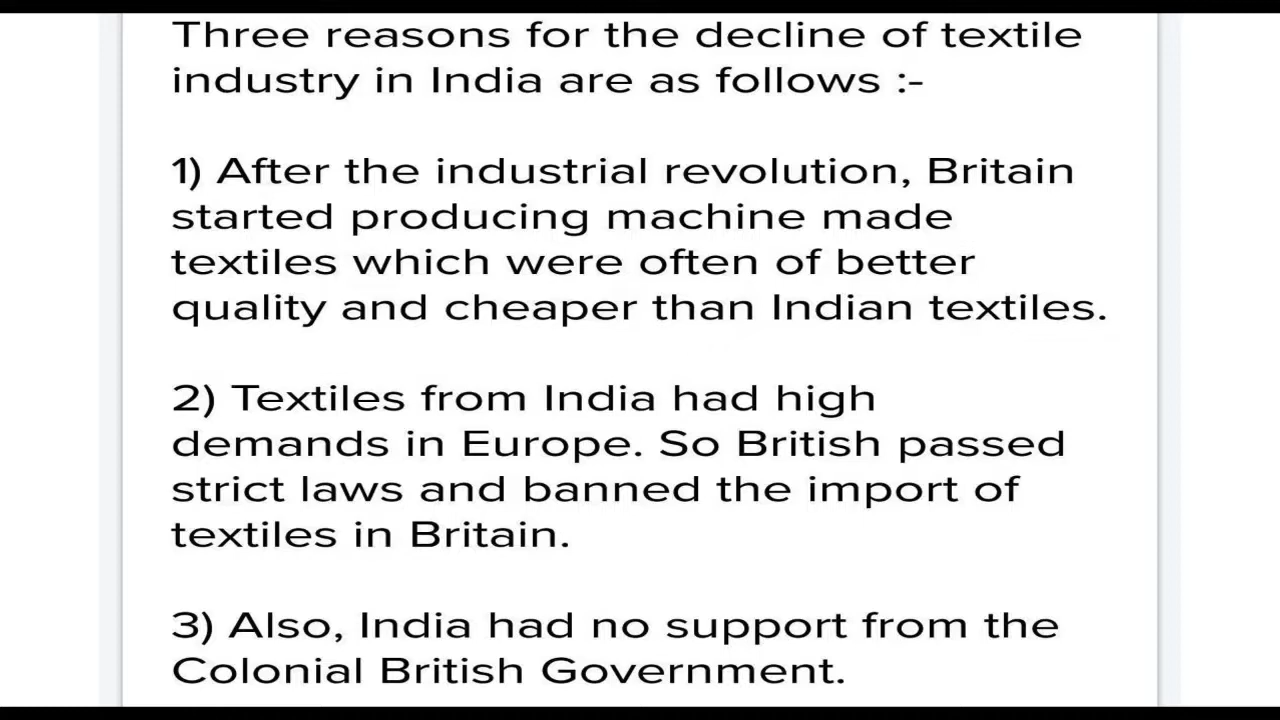 Three reasons for the decline of textile
industry in India are as follows :-
1) After the industrial revolution, Britain
started producing machine made
textiles which were often of better
quality and cheaper than Indian textiles.
2) Textiles from India had high
demands in Europe. So British passed
strict laws and banned the import of
textiles in Britain.
3) Also, India had no support from the
Colonial British Government.